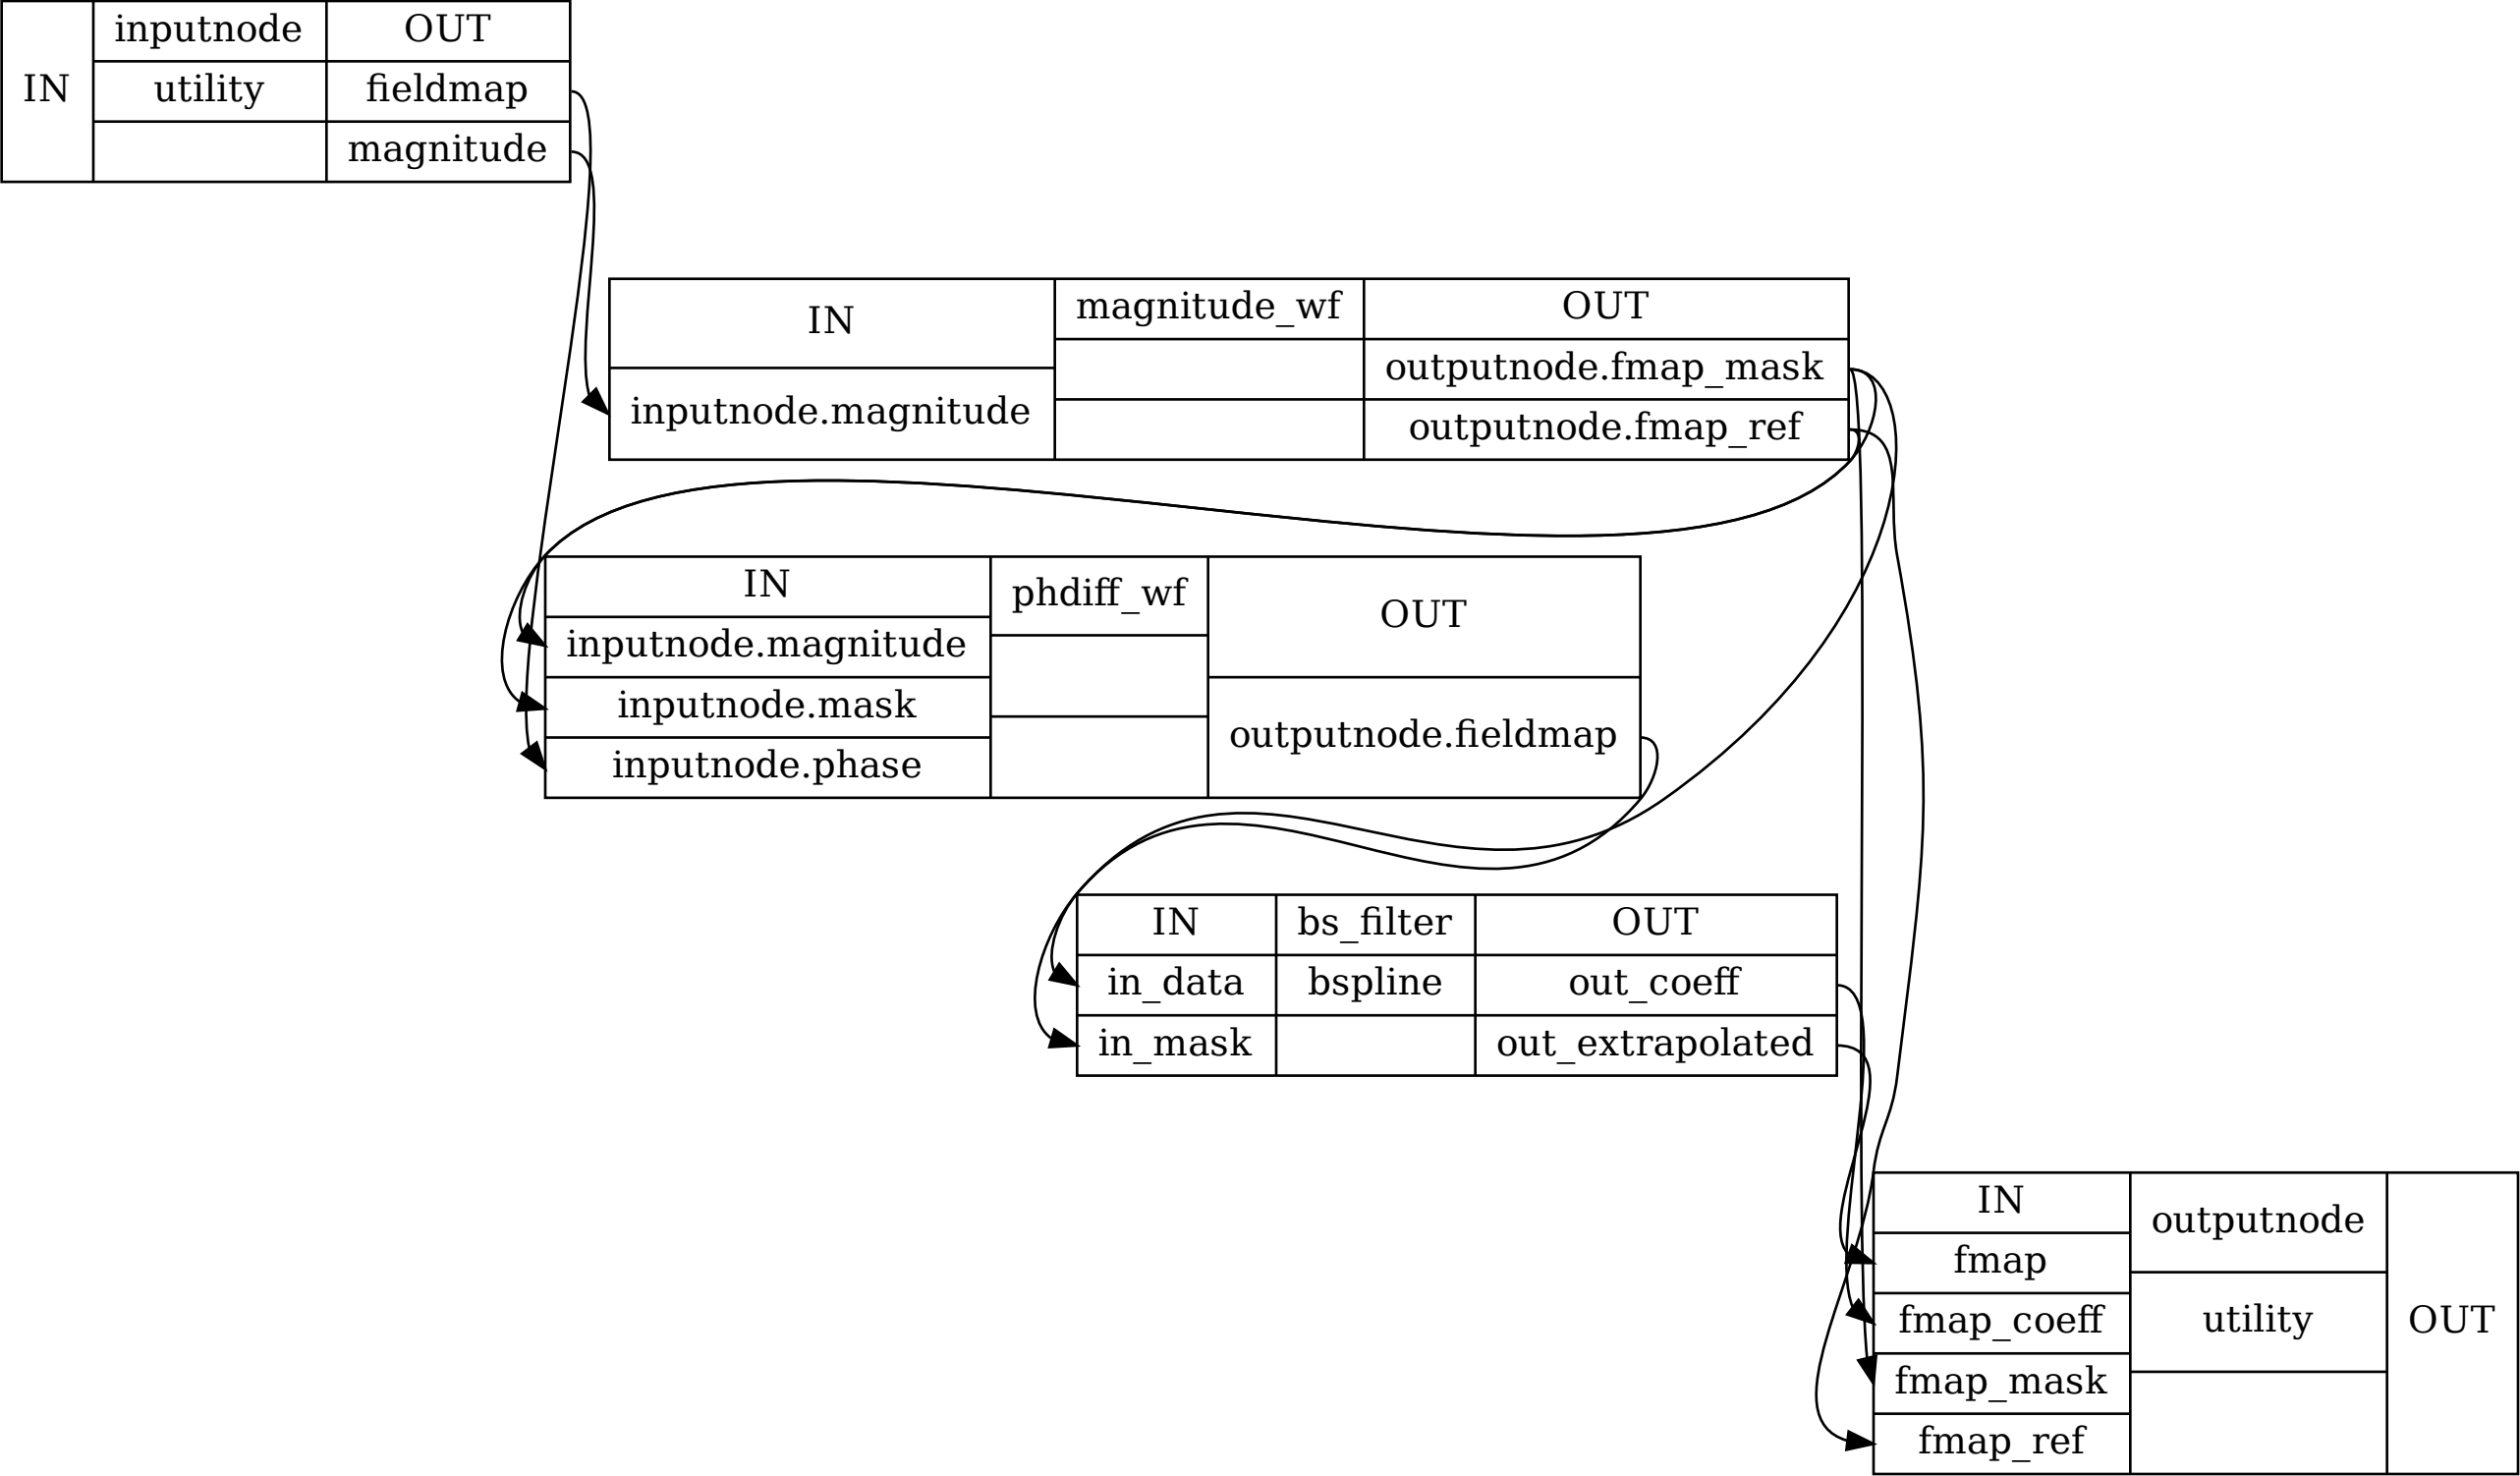 IN
inputnode
OUT
utility
fieldmap
magnitude
IN
magnitude_wf
OUT
inputnode.magnitude
outputnode.fmap_mask
outputnode.fmap_ref
IN
phdiff_wf
OUT
inputnode.magnitude
inputnode.mask
inputnode.phase
outputnode.fieldmap
IN
bs_filter
OUT
in_data
bspline
out_coeff
in_mask
out_extrapolated
IN
outputnode
OUT
fmap
fmap_coeff
utility
fmap_mask
fmap_ref